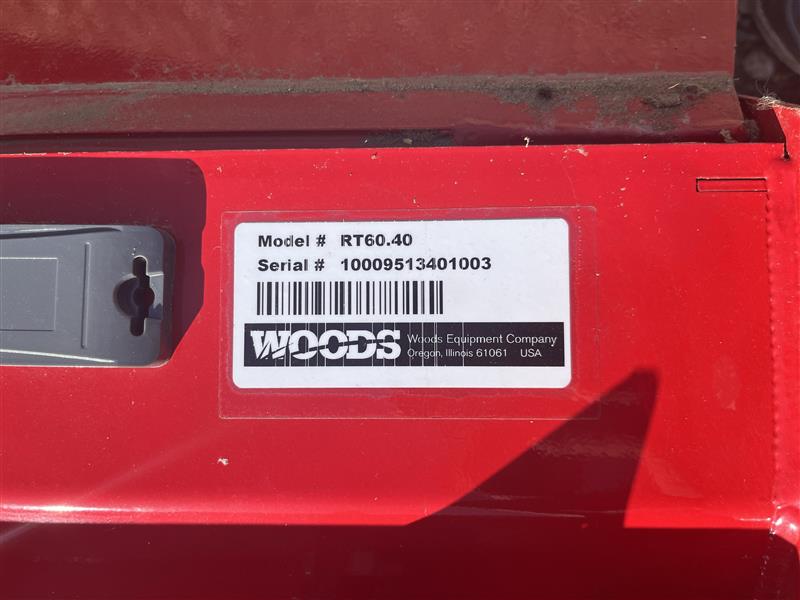 Model # RT60.40
Serial # 10009513401003
WOODS
Woods Equipment Company
Oregon, Illinois 61061 USA